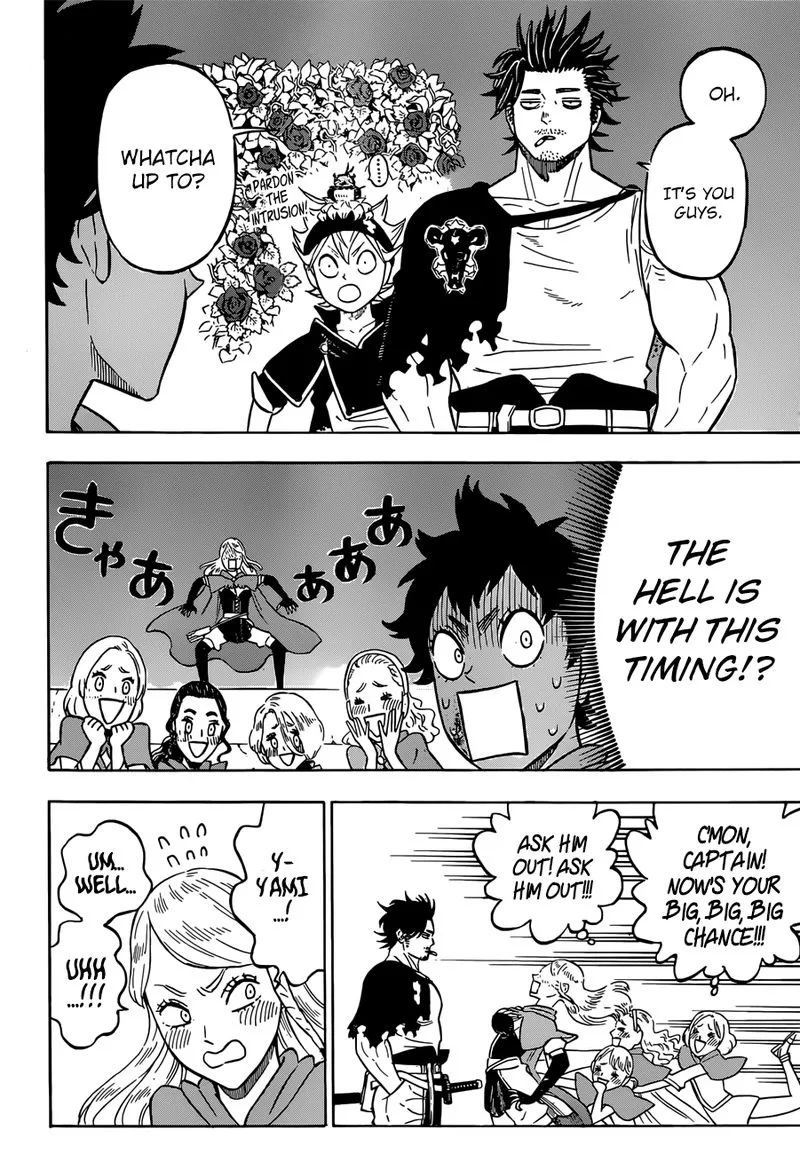 OH.
IT'S YOU
GUYS.
WHATCHA
UP TO?
PARDON
THE
INTRUSION!
......
THE
HELL IS
WITH THIS
TIMING!?
きゃあぁあぁ
C'MON,
CAPTAIN!
NOW'S YOUR
BIG, BIG, BIG
CHANCE!!!
ASK HIM
OUT! ASK
HIM OUT!!!
Y-
YAMI
...!
UM...
WELL...
UHH
...!!!